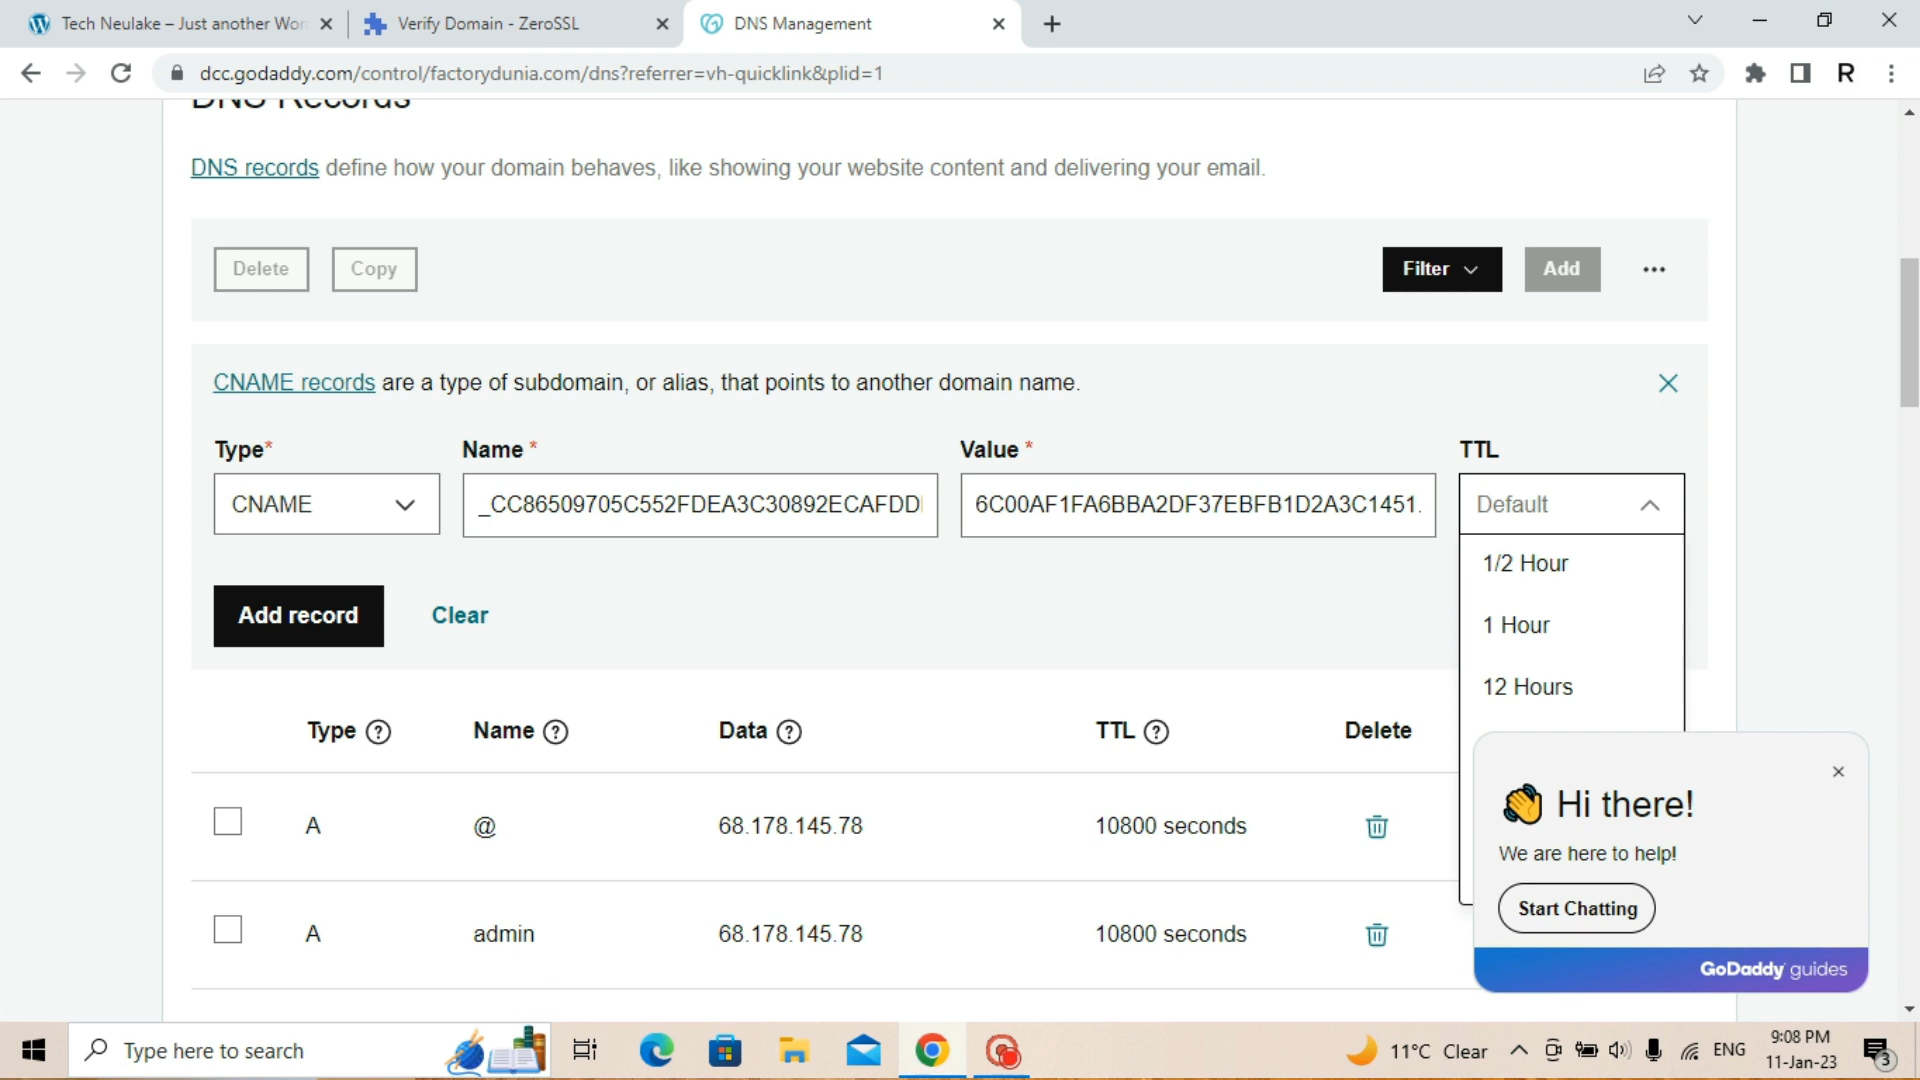 Tech Neulake – Just another Wor
Verify Domain - ZeroSSL
DNS Management
dcc.godaddy.com/control/factorydunia.com/dns?referrer=vh-quicklink&plid=1
R
DNS Records
DNS records define how your domain behaves, like showing your website content and delivering your email.
Delete
Copy
Filter
Add
CNAME records are a type of subdomain, or alias, that points to another domain name.
Type*
Name *
Value *
TTL
CNAME
_CC86509705C552FDEA3C30892ECAFDD
6C00AF1FA6BBA2DF37EBFB1D2A3C1451.
Default
1/2 Hour
1 Hour
12 Hours
Add record
Clear
Type ?
Name ?
Data ?
TTL ?
Delete
A
@
68.178.145.78
10800 seconds
A
admin
68.178.145.78
10800 seconds
Hi there!
We are here to help!
Start Chatting
GoDaddy guides
Type here to search
11°C Clear
ENG
9:08 PM
11-Jan-23
3